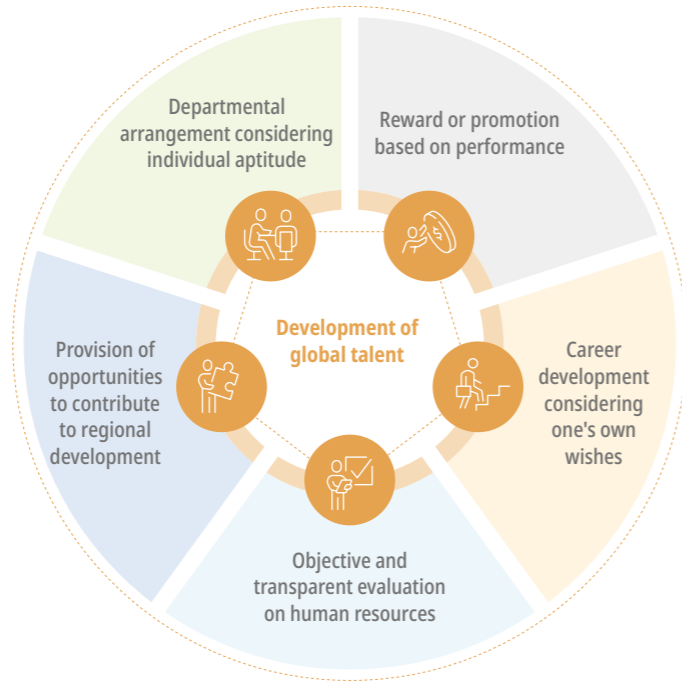 Departmental
arrangement considering
individual aptitude
Reward or promotion
based on performance
$
Development of
global talent
Provision of
opportunities
to contribute
to regional
development
Career
development
considering
one's own
wishes
Objective and
transparent evaluation
on human resources